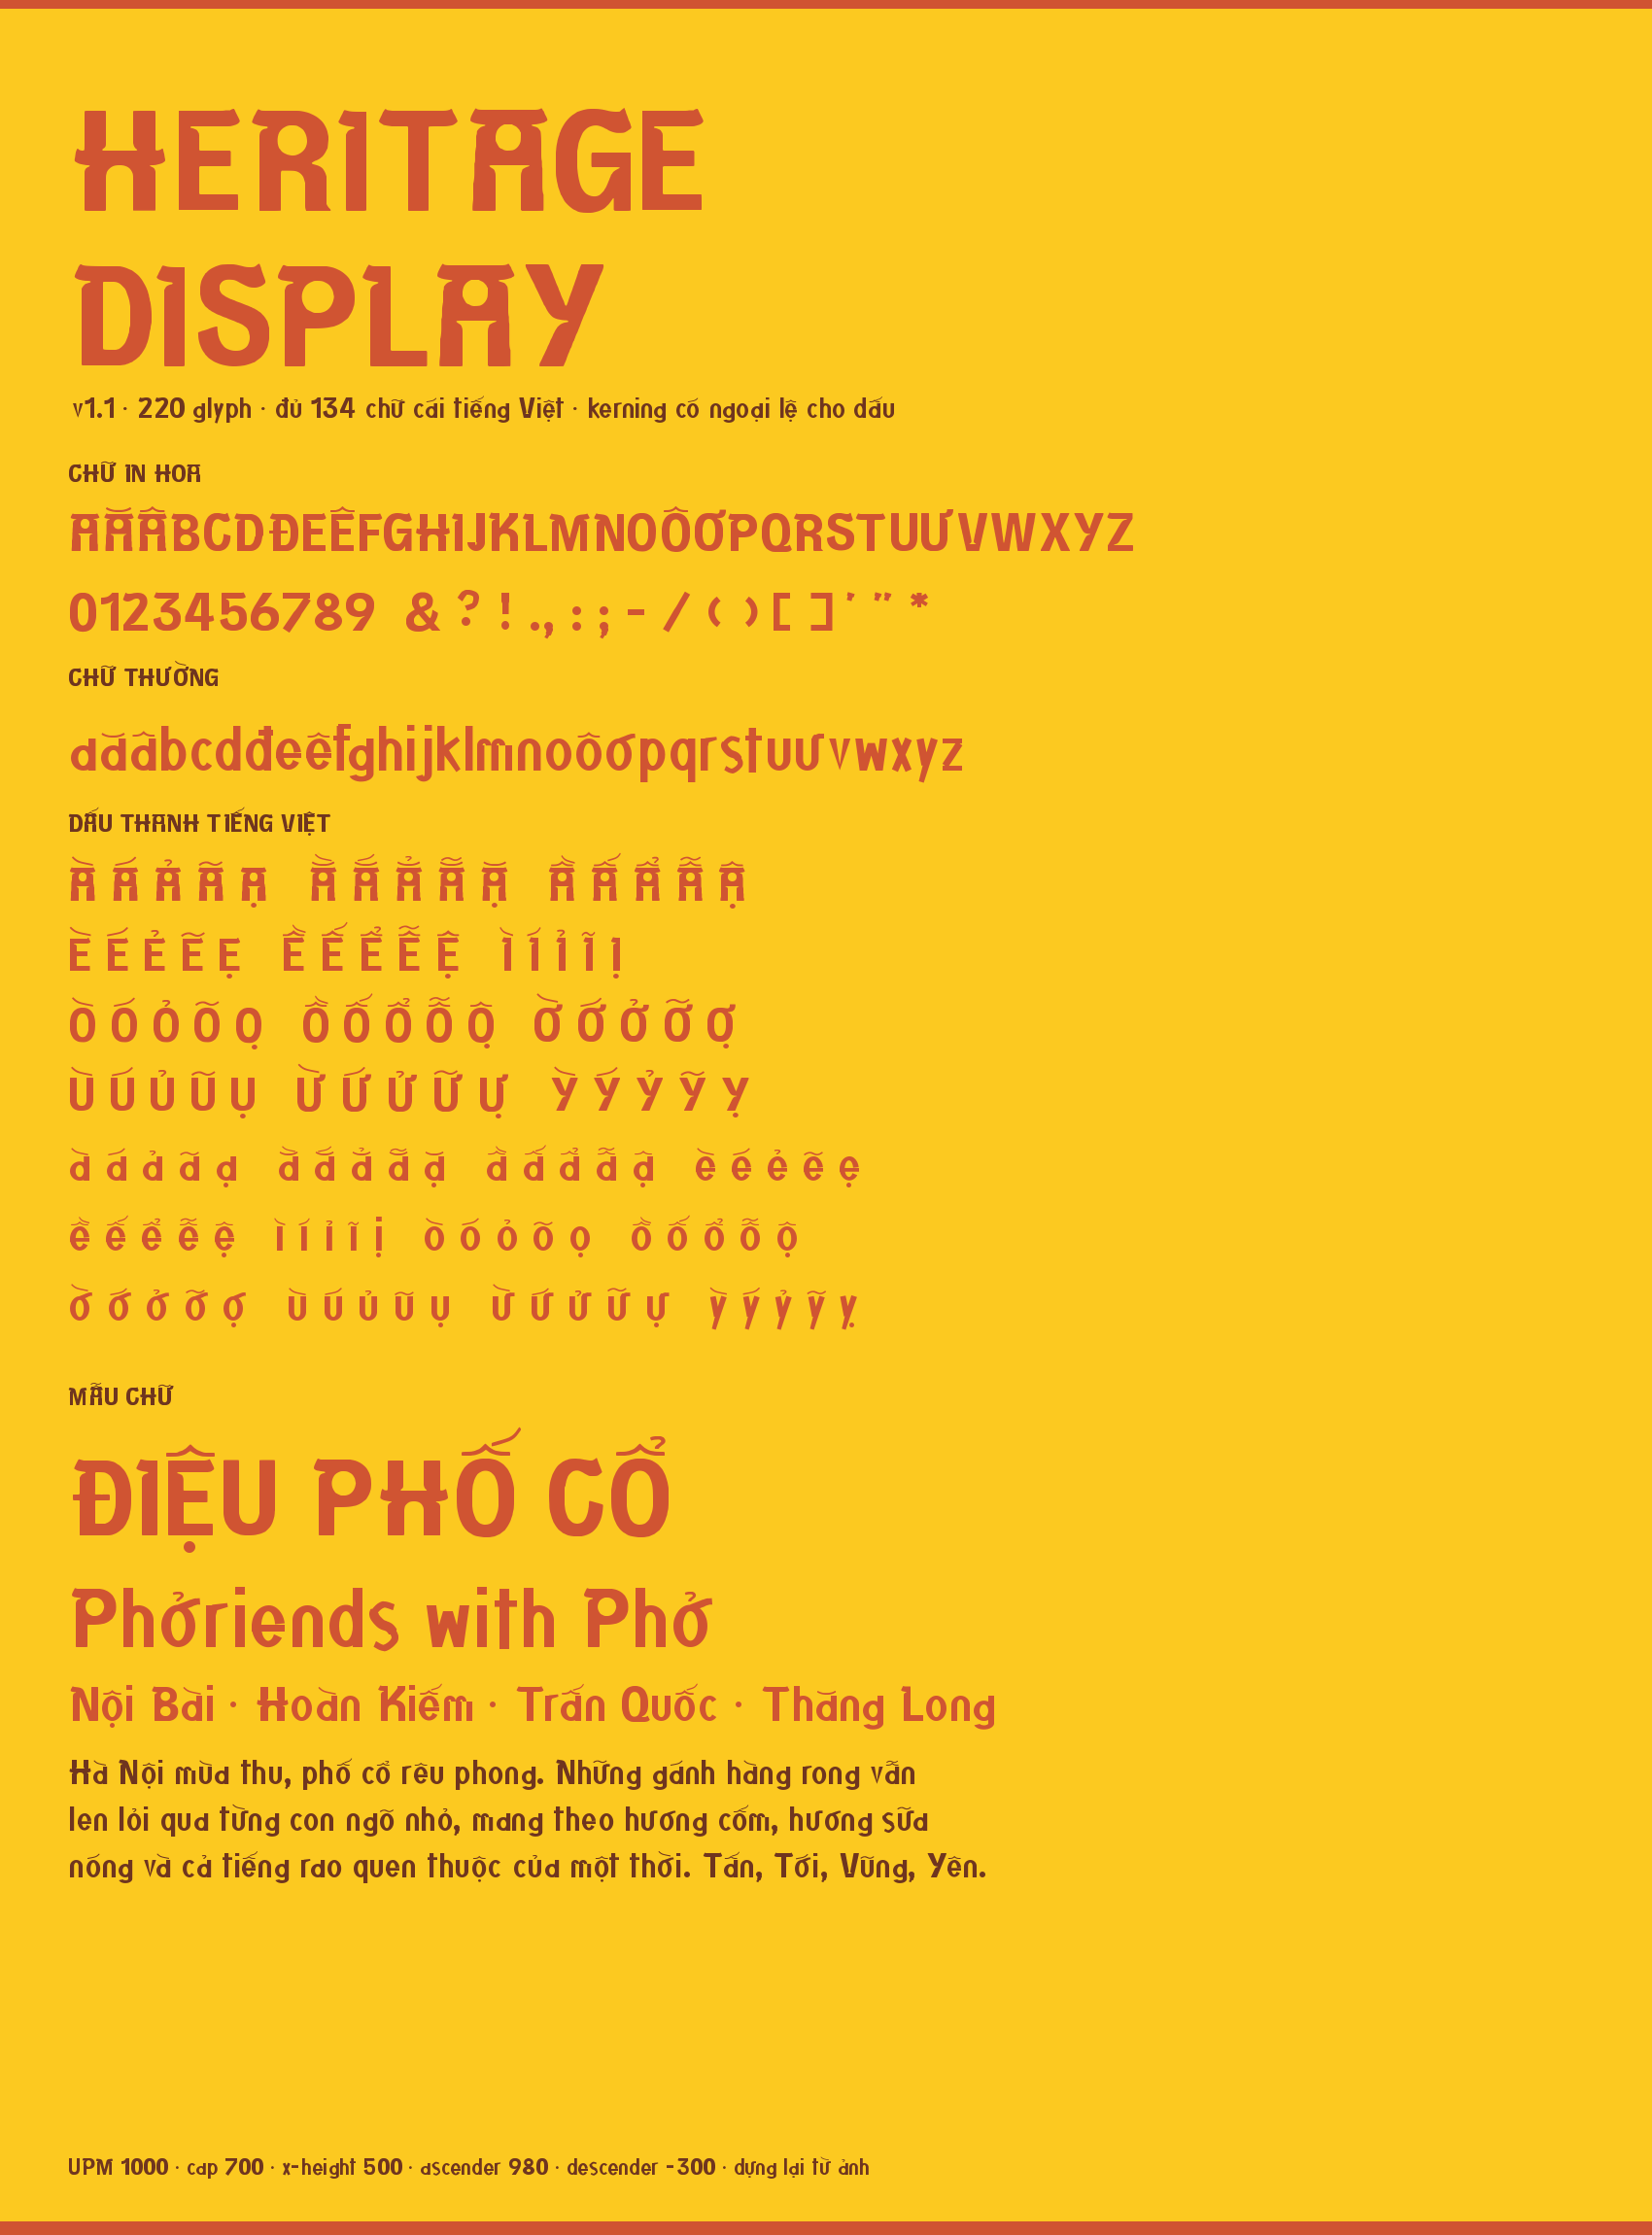 HERITAGE
DISPLAY
v1.1 · 220 glyph · đủ 134 chữ cái tiếng Việt · kerning có ngoại lệ cho dấu
CHỮ IN HOA
AĂÂBCDĐEÊFGHIJKLMNOÔƠPQRSTUƯVWXYZ
0123456789 & ? ! ., : ; - / ( ) [ ] ' " *
CHỮ THƯỜNG
aăâbcdđeêfghijklmnoôơpqrstuưvwxyz
DẤU THANH TIẾNG VIỆT
À Á Ả Ã Ạ Ằ Ắ Ẳ Ẵ Ặ Ầ Ấ Ẩ Ẫ Ậ
È É Ẻ Ẽ Ẹ Ề Ế Ể Ễ Ệ Ì Í Ỉ Ĩ Ị
Ò Ó Ỏ Õ Ọ Ồ Ố Ổ Ỗ Ộ Ờ Ớ Ở Ỡ Ợ
Ù Ú Ủ Ũ Ụ Ừ Ứ Ử Ữ Ự Ỳ Ý Ỷ Ỹ Ỵ
à á ả ã ạ ằ ắ ẳ ẵ ặ ầ ấ ẩ ẫ ậ è é ẻ ẽ ẹ
ề ế ể ễ ệ ì í ỉ ĩ ị ò ó ỏ õ ọ ồ ố ổ ỗ ộ
ờ ớ ở ỡ ợ ù ú ủ ũ ụ ừ ứ ử ữ ự ỳ ý ỷ ỹ ỵ
MẪU CHỮ
ĐIỆU PHỐ CỔ
Phởriends with Phở
Nội Bài · Hoàn Kiếm · Trấn Quốc · Thăng Long
Hà Nội mùa thu, phố cổ rêu phong. Những gánh hàng rong vẫn
len lỏi qua từng con ngõ nhỏ, mang theo hương cốm, hương sữa
nóng và cả tiếng rao quen thuộc của một thời. Tấn, Tới, Vũng, Yên.
UPM 1000 · cap 700 · x-height 500 · ascender 980 · descender -300 · dựng lại từ ảnh